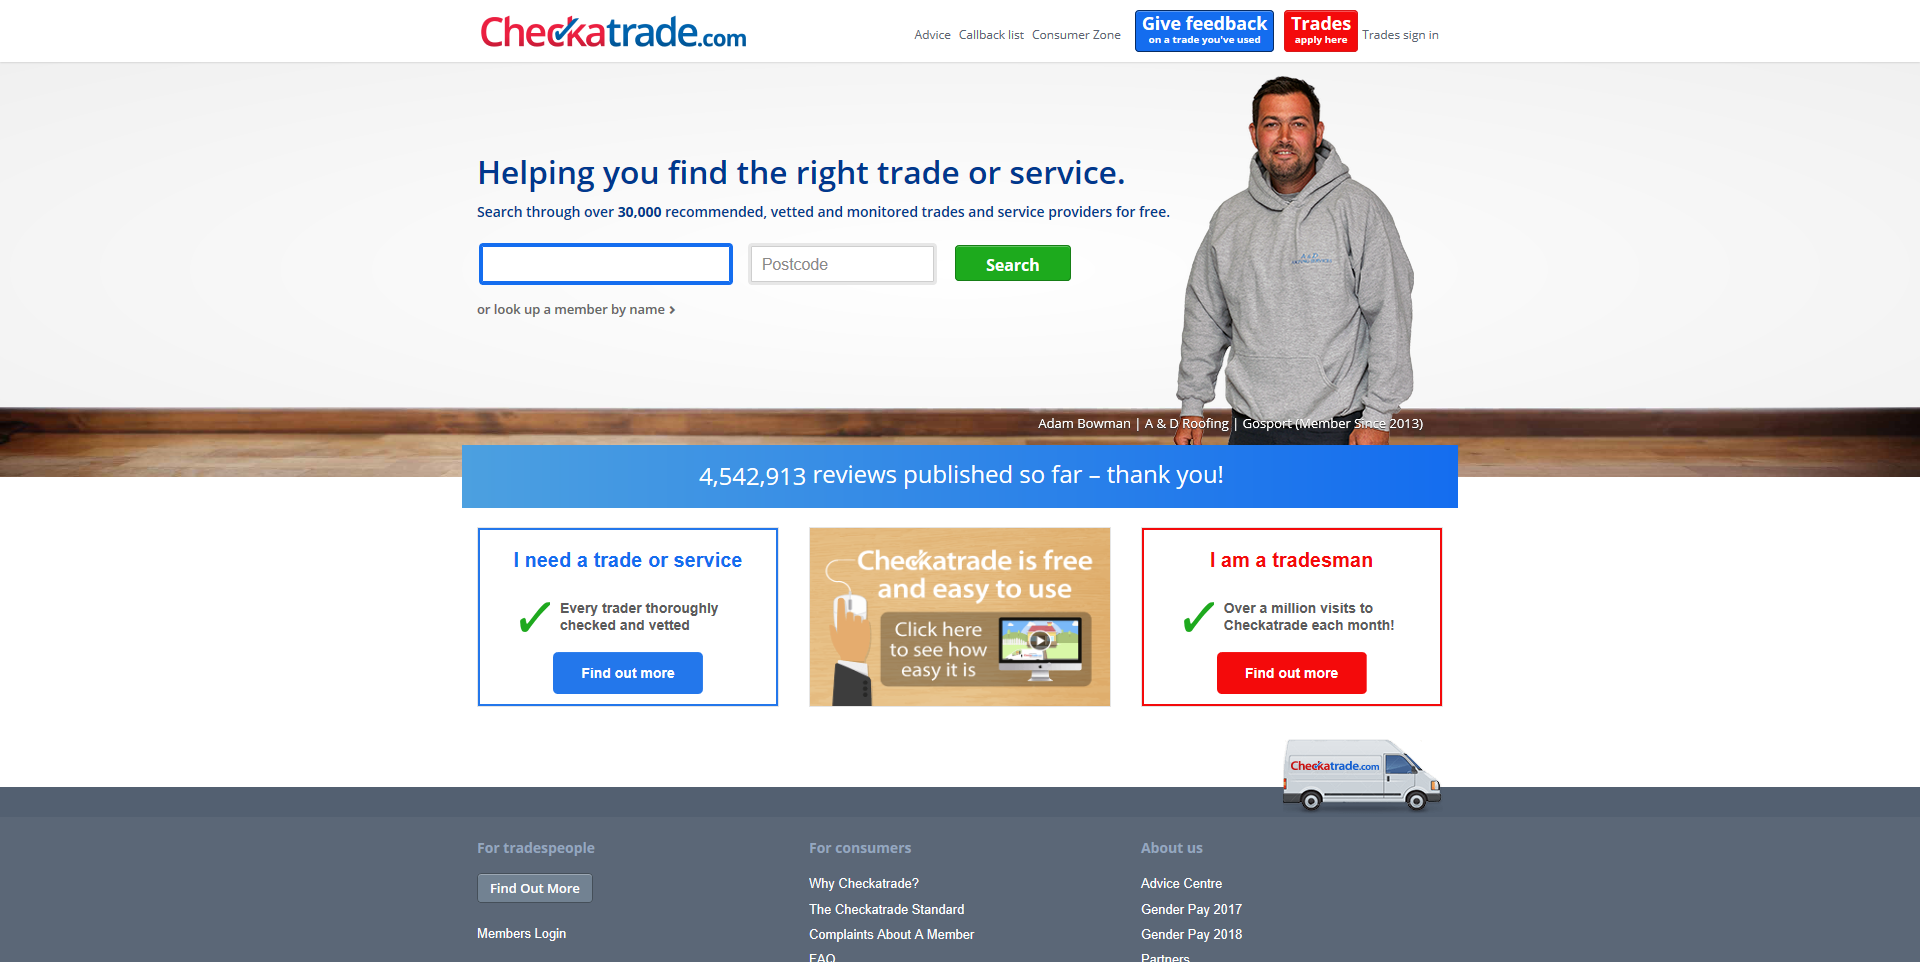 Checkatrade.com
Advice Callback list Consumer Zone
Give feedback
on a trade you've used
Trades
apply here
Trades sign in
Helping you find the right trade or service.
Search through over 30,000 recommended, vetted and monitored trades and service providers for free.
Postcode
Search
or look up a member by name
Adam Bowman | A & D Roofing | Gosport (Member Since 2013)
4,542,913 reviews published so far – thank you!
I need a trade or service
Every trader thoroughly
checked and vetted
Find out more
Checkatrade is free
and easy to use
Click here
to see how
easy it is
I am a tradesman
Over a million visits to
Checkatrade each month!
Find out more
Checkatrade.com
For tradespeople
Find Out More
Members Login
For consumers
Why Checkatrade?
The Checkatrade Standard
Complaints About A Member
FAQ
About us
Advice Centre
Gender Pay 2017
Gender Pay 2018
Partners